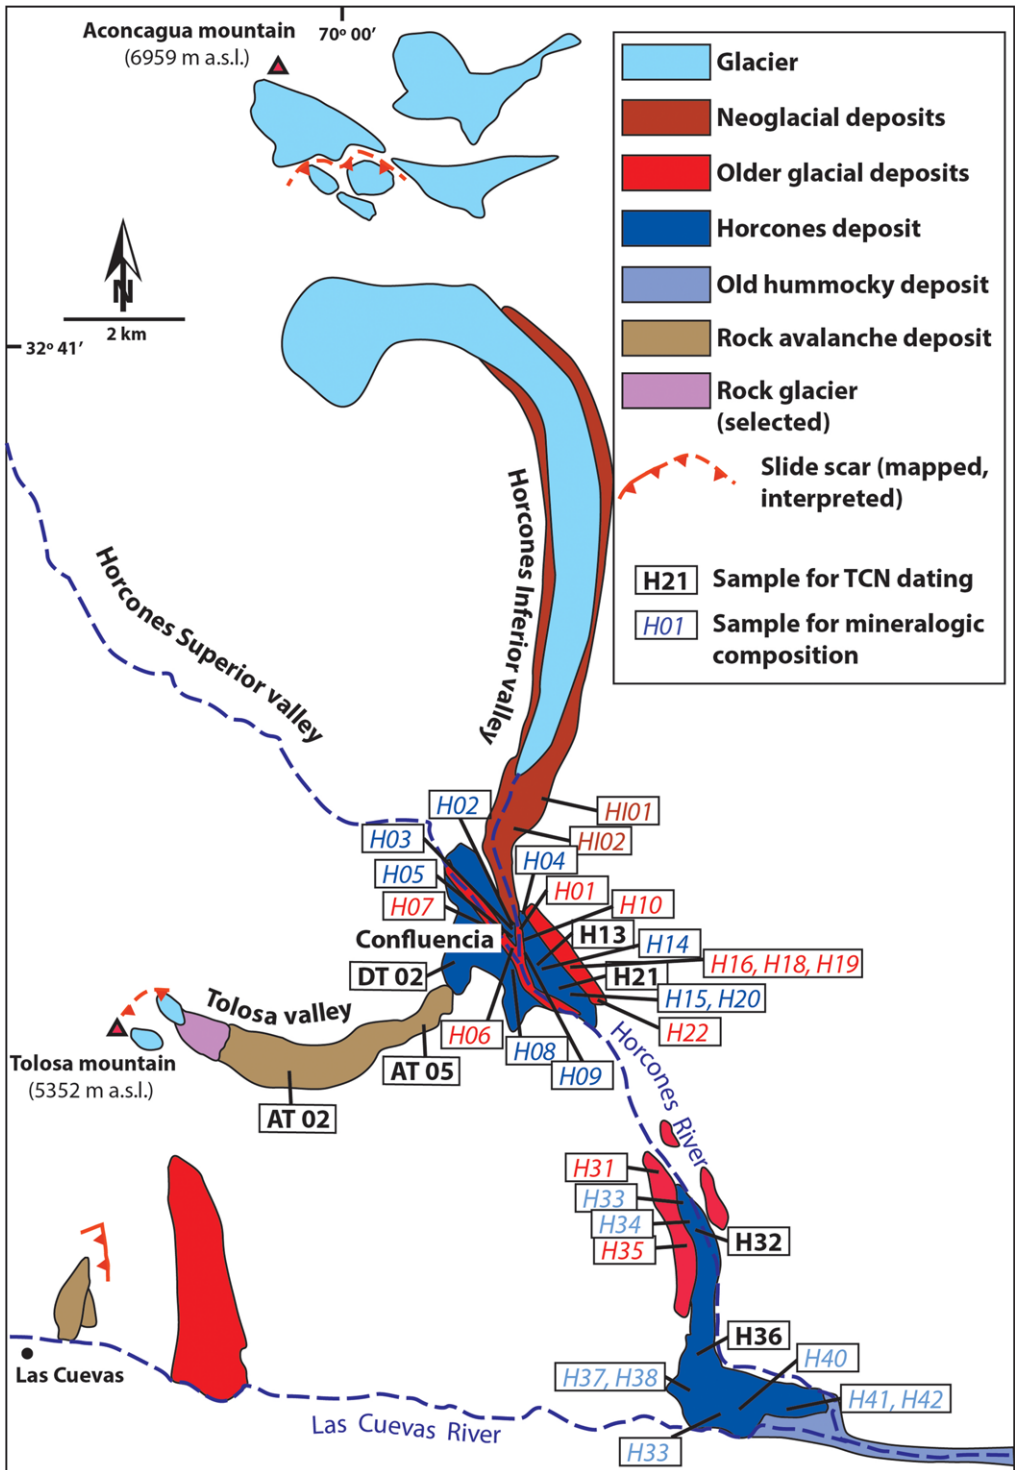 Aconcagua mountain
(6959 m a.s.l.)
70º 00’
Glacier
Neoglacial deposits
Older glacial deposits
Horcones deposit
Old hummocky deposit
Rock avalanche deposit
Rock glacier
(selected)
Slide scar (mapped,
interpreted)
H21
Sample for TCN dating
H01
Sample for mineralogic
composition
N
2 km
32º 41’
Horcones Superior valley
Horcones Inferior valley
H02
HI01
H03
HI02
H04
H05
H01
H07
H10
Confluencia
H13
H14
DT 02
H16, H18, H19
H21
H15, H20
Tolosa valley
H06
H22
H08
H09
Tolosa mountain
(5352 m a.s.l.)
AT 05
AT 02
Horcones River
H31
H33
H34
H35
H32
H36
H40
H37, H38
H41, H42
H33
Las Cuevas
Las Cuevas River